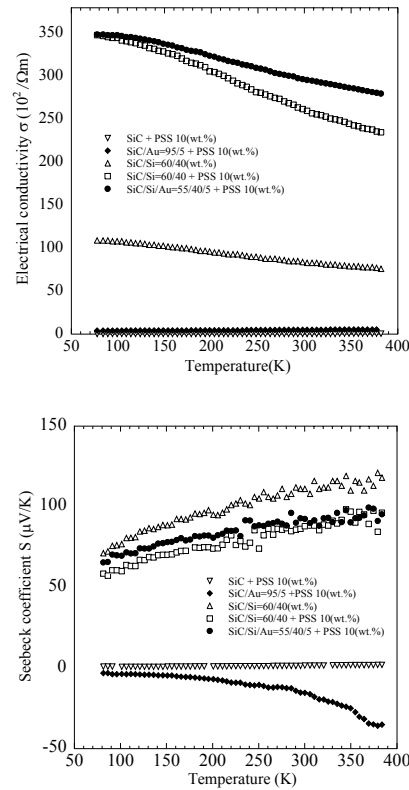 400
350
300
250
200
150
100
50
0
Electrical conductivity σ (10² /Ωm)
SiC + PSS 10(wt.%)
SiC/Au=95/5 + PSS 10(wt.%)
SiC/Si=60/40(wt.%)
SiC/Si=60/40 + PSS 10(wt.%)
SiC/Si/Au=55/40/5 + PSS 10(wt.%)
50 100 150 200 250 300 350 400
Temperature(K)
150
100
50
0
-50
Seebeck coefficient S (μV/K)
SiC + PSS 10(wt.%)
SiC/Au=95/5 +PSS 10(wt.%)
SiC/Si=60/40(wt.%)
SiC/Si=60/40 + PSS 10(wt.%)
SiC/Si/Au=55/40/5 + PSS 10(wt.%)
50 100 150 200 250 300 350 400
Temperature (K)